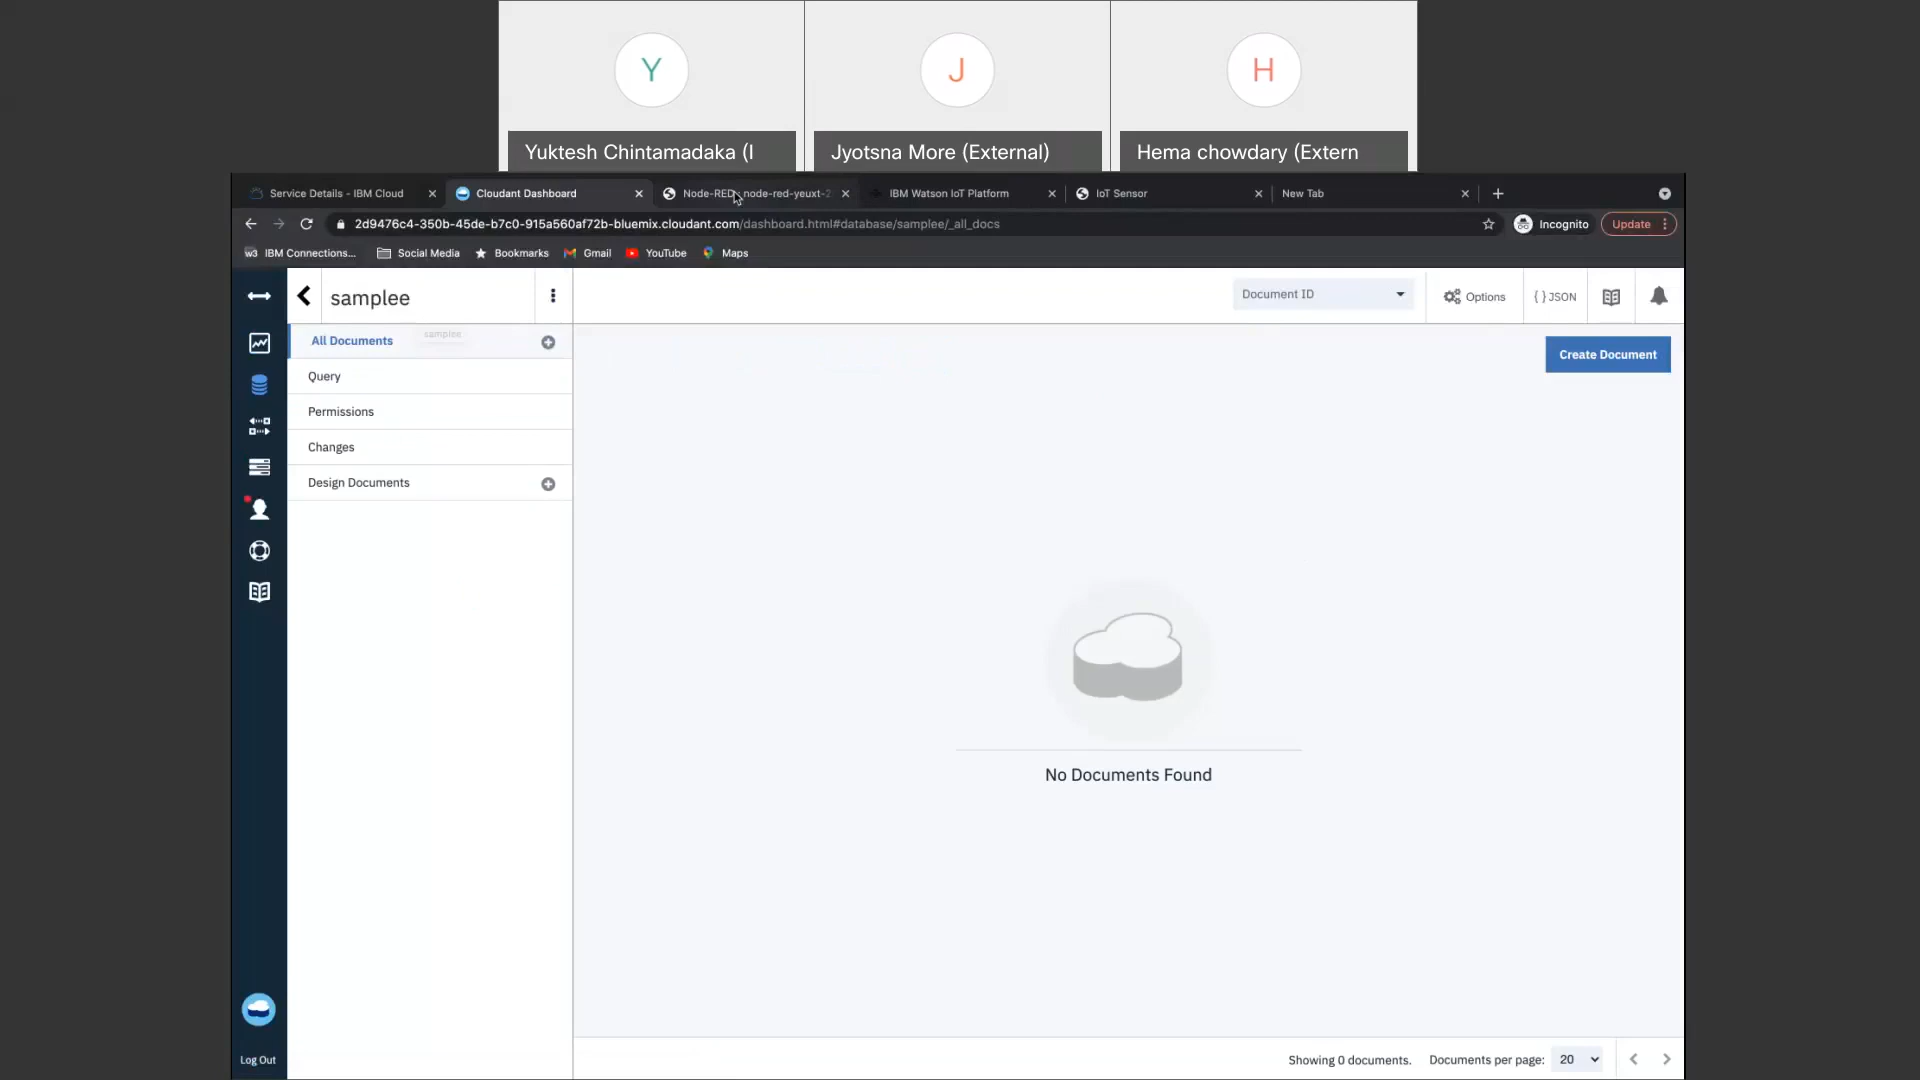 Y
J
H
Yuktesh Chintamadaka (I
Jyotsna More (External)
Hema chowdary (Extern
Service Details - IBM Cloud
Cloudant Dashboard
Node-RED : node-red-yeuxt-2
IBM Watson IoT Platform
IoT Sensor
New Tab
2d9476c4-350b-45de-b7c0-915a560af72b-bluemix.cloudant.com/dashboard.html#database/samplee/_all_docs
Incognito
Update
w3 IBM Connections...
Social Media
Bookmarks
Gmail
YouTube
Maps
samplee
Document ID
Options
{ } JSON
All Documents
samplee
Create Document
Query
Permissions
Changes
Design Documents
No Documents Found
Log Out
Showing 0 documents.
Documents per page: 20